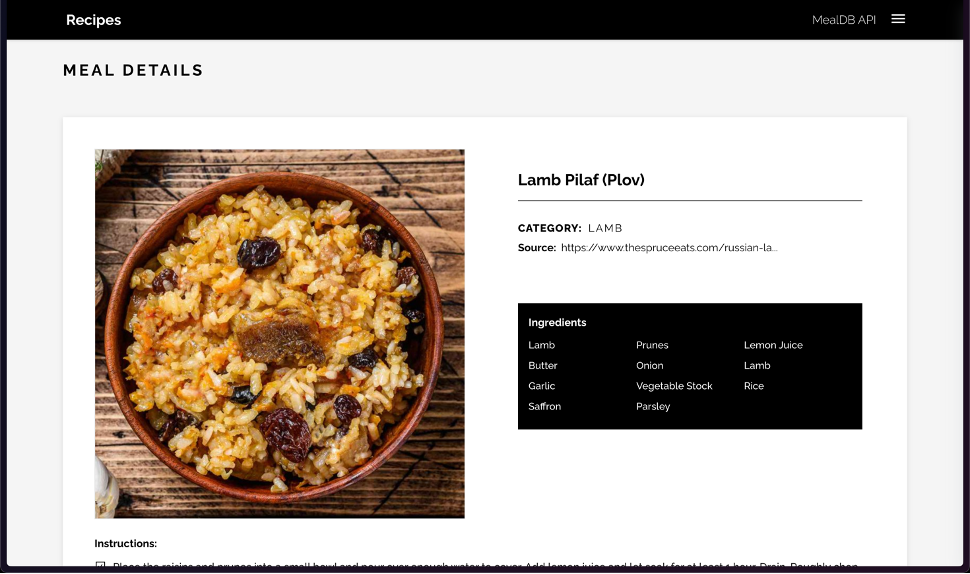 Recipes
MealDB API
MEAL DETAILS
Lamb Pilaf (Plov)
CATEGORY: LAMB
Source: https://www.thespruceeats.com/russian-la...
Ingredients
Lamb Prunes Lemon Juice
Butter Onion Lamb
Garlic Vegetable Stock Rice
Saffron Parsley
Instructions:
Place the raisins and prunes into a small bowl and pour over enough water to cover. Add lemon juice and let soak for at least 1 hour. Drain. Roughly chop